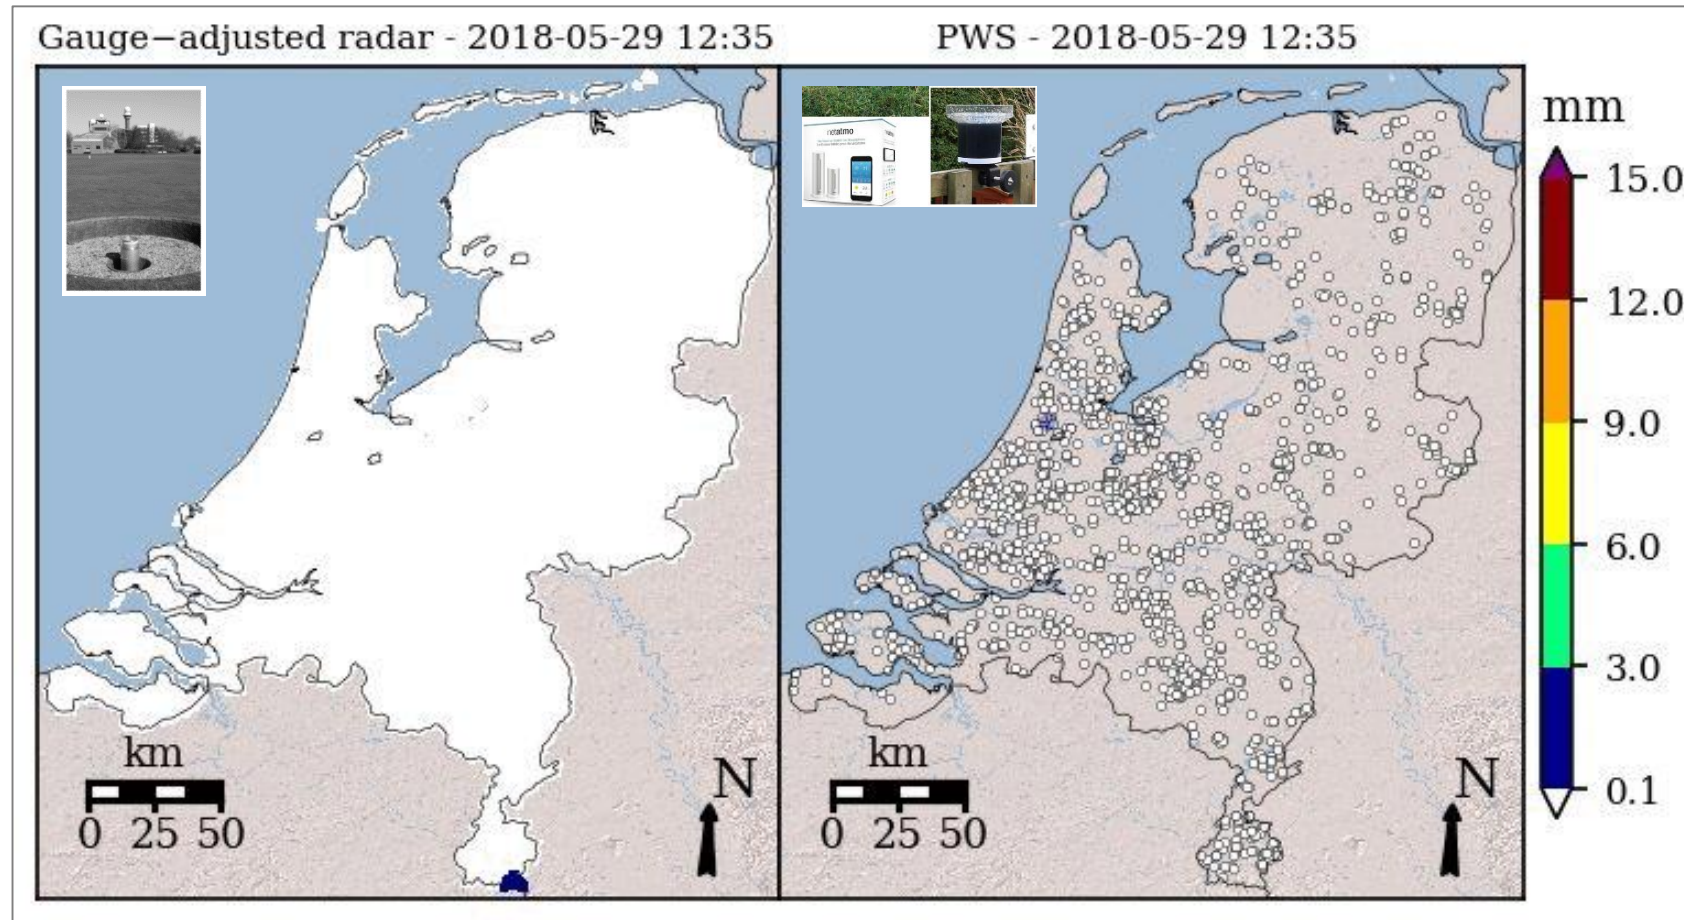 Gauge−adjusted radar - 2018-05-29 12:35
PWS - 2018-05-29 12:35
netatmo
mm
15.0
12.0
9.0
6.0
3.0
0.1
km
0 25 50
N
km
0 25 50
N